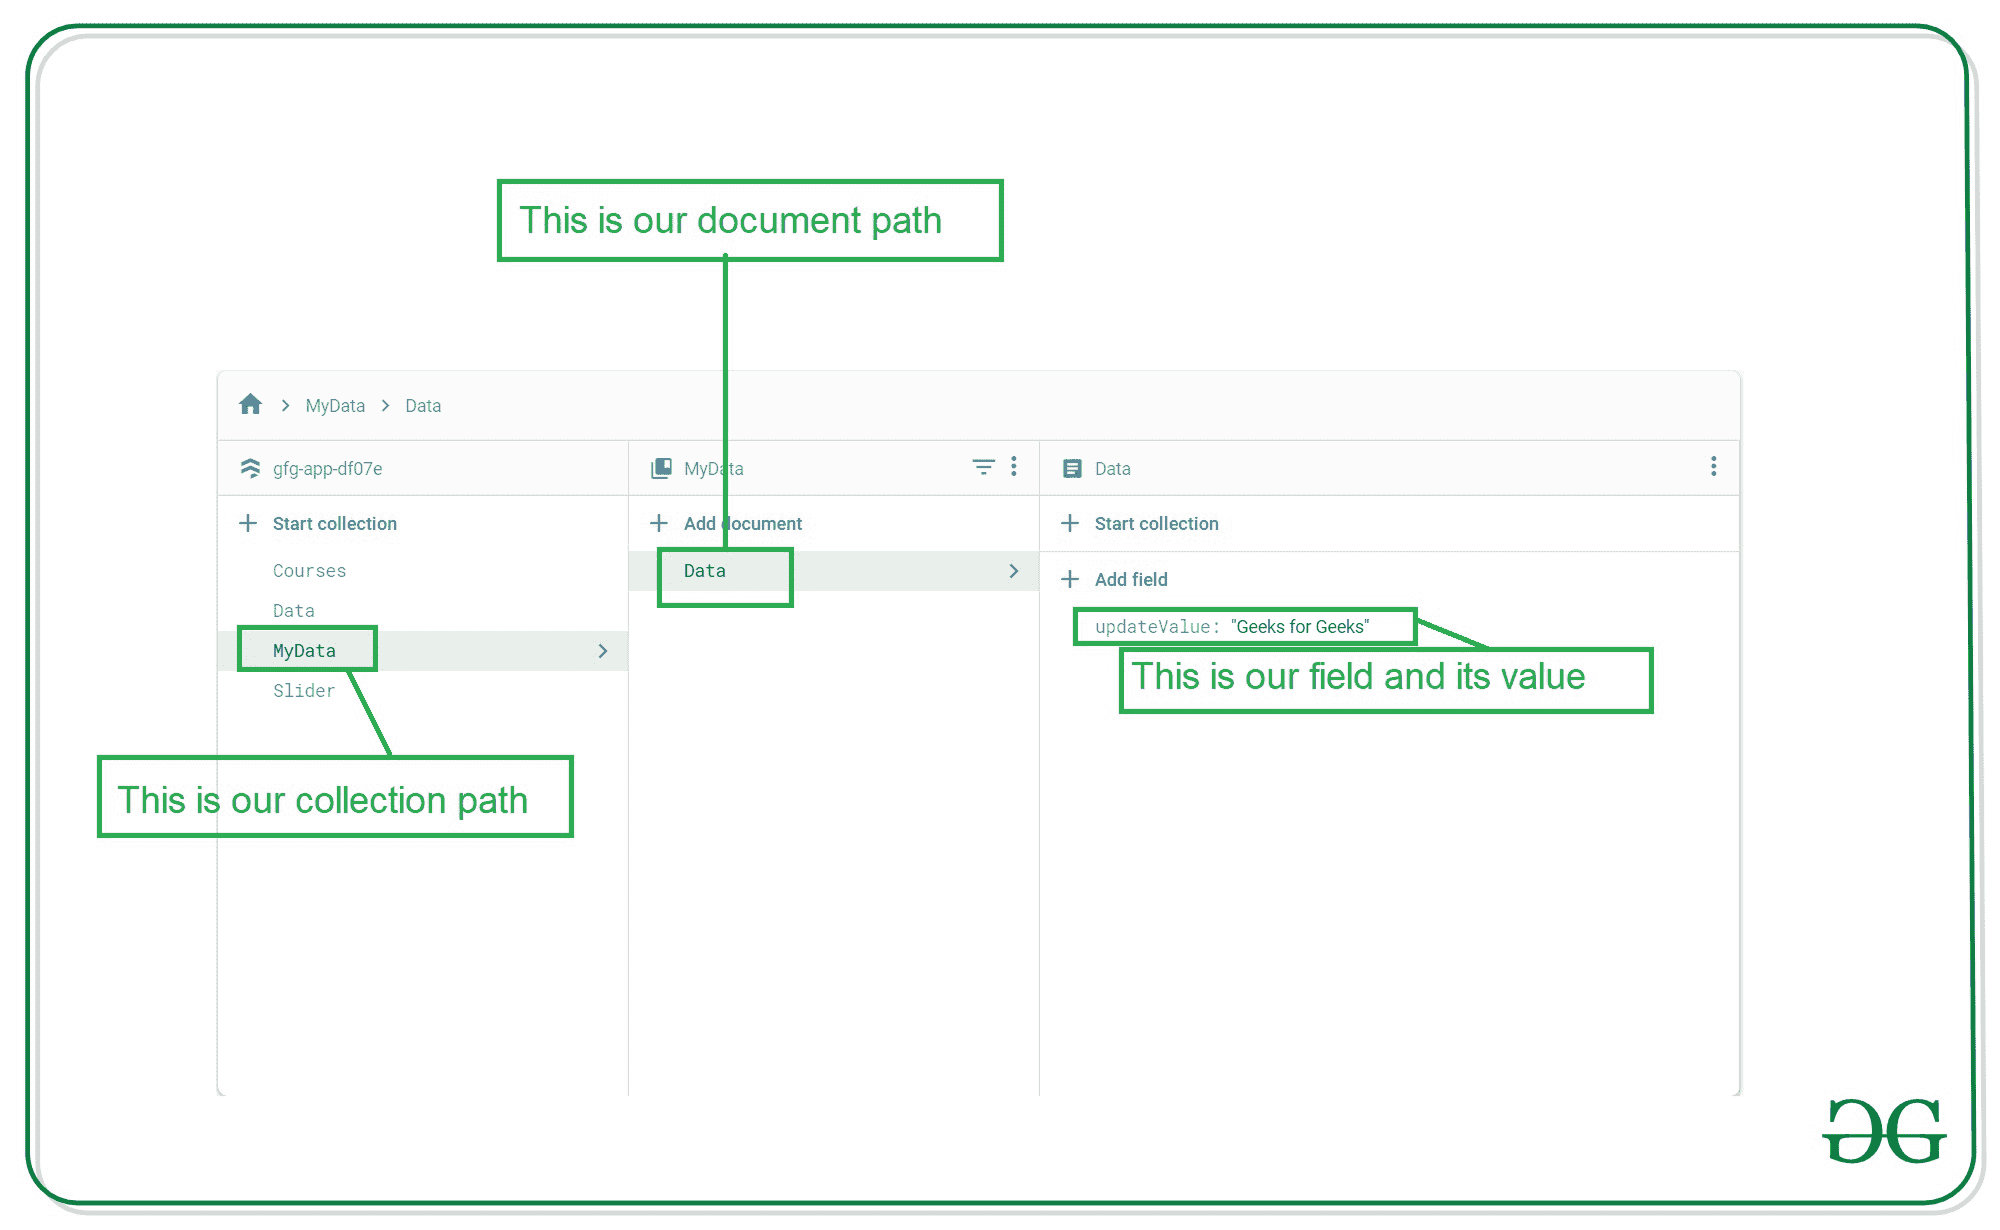 This is our document path
MyData Data
gfg-app-df07e
MyData
Data
Start collection
Add document
Start collection
Courses
Data
Data
Add field
Data
updateValue: "Geeks for Geeks"
MyData
This is our field and its value
Slider
This is our collection path
GG